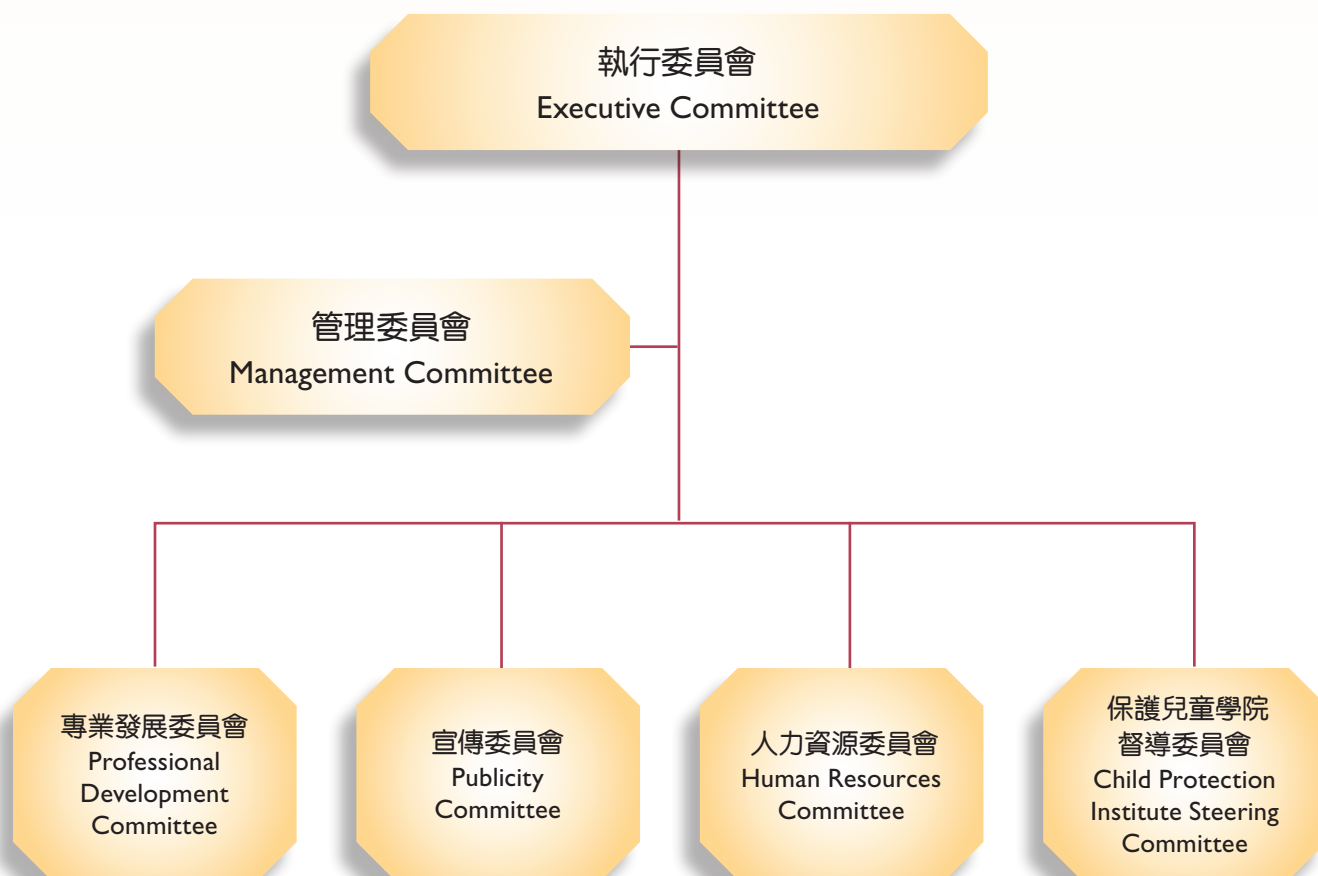 執行委員會
Executive Committee
管理委員會
Management Committee
專業發展委員會
Professional
Development
Committee
宣傳委員會
Publicity
Committee
人力資源委員會
Human Resources
Committee
保護兒童學院
督導委員會
Child Protection
Institute Steering
Committee